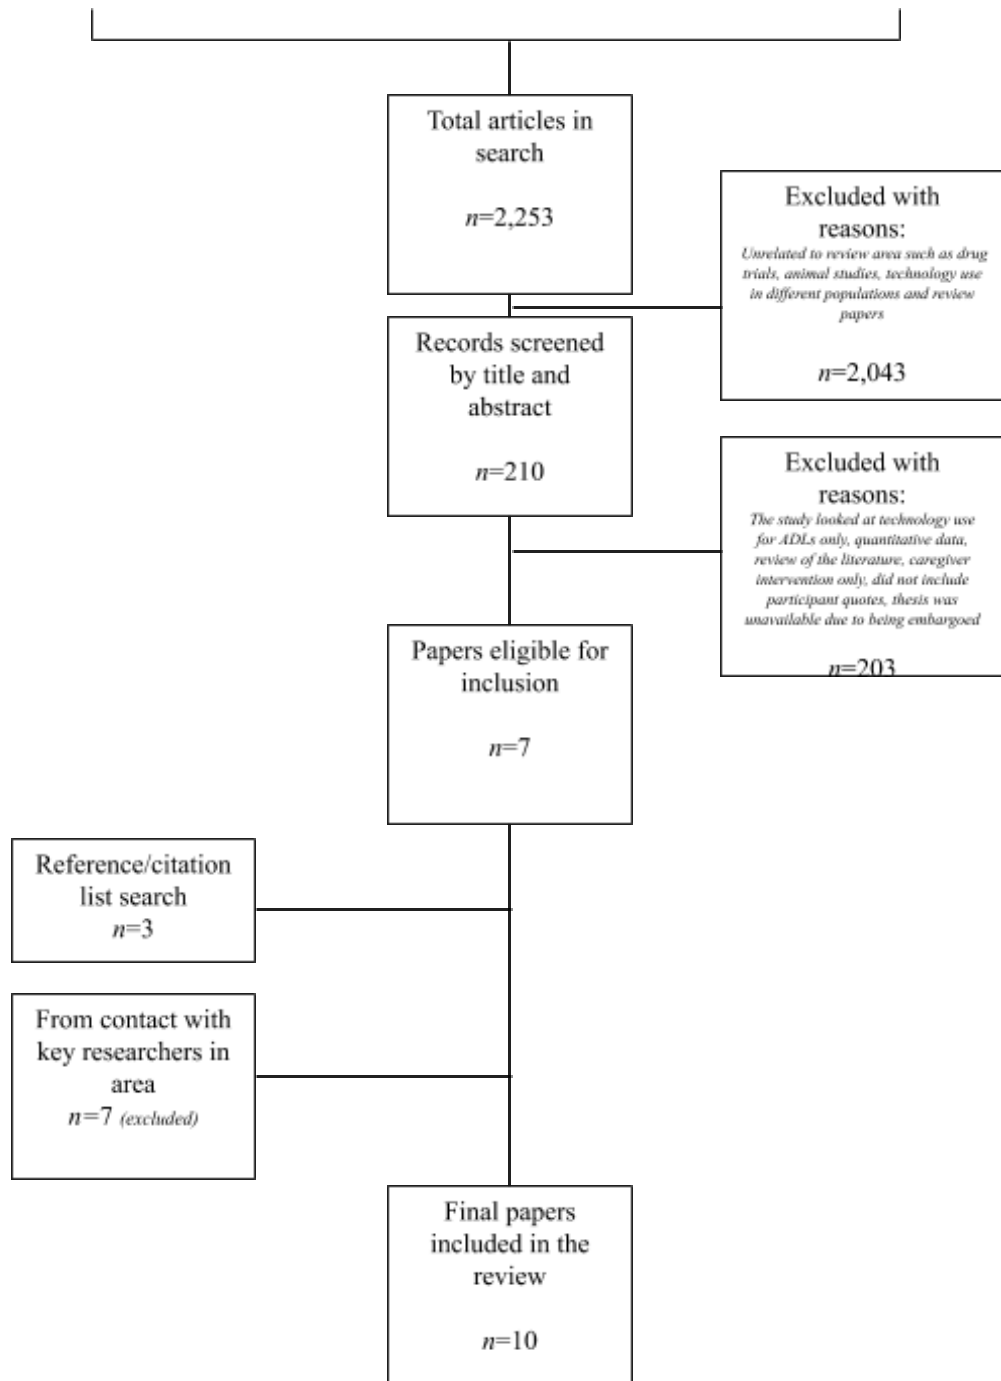 Total articles in
search
n=2,253
Excluded with
reasons:
Unrelated to review area such as drug
trials, animal studies, technology use
in different populations and review
papers
n=2,043
Records screened
by title and
abstract
n=210
Excluded with
reasons:
The study looked at technology use
for ADLs only, quantitative data,
review of the literature, caregiver
intervention only, did not include
participant quotes, thesis was
unavailable due to being embargoed
n=203
Papers eligible for
inclusion
n=7
Reference/citation
list search
n=3
From contact with
key researchers in
area
n=7 (excluded)
Final papers
included in the
review
n=10